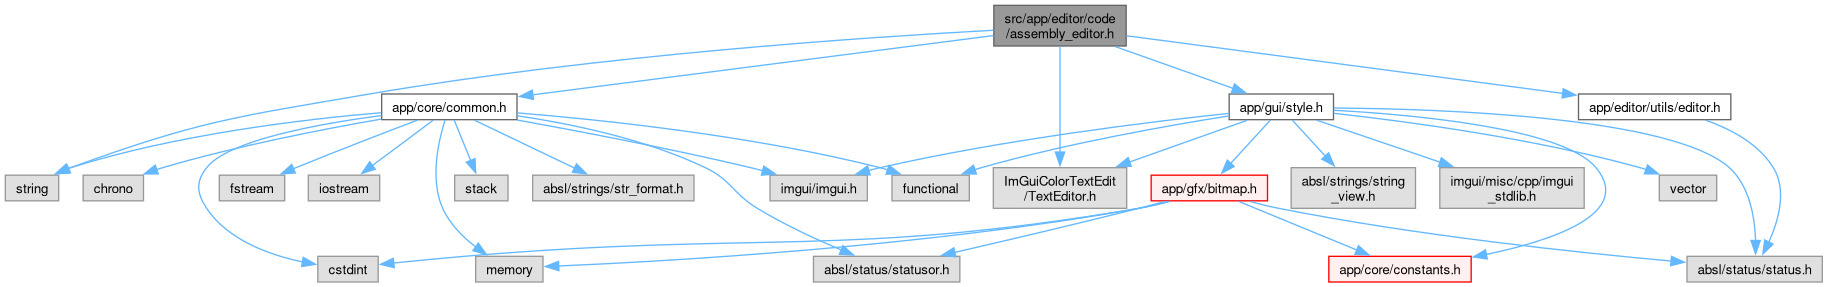 src/app/editor/code
/assembly_editor.h
app/core/common.h
app/gui/style.h
app/editor/utils/editor.h
string
chrono
fstream
iostream
stack
absl/strings/str_format.h
imgui/imgui.h
functional
ImGuiColorTextEdit
/TextEditor.h
app/gfx/bitmap.h
absl/strings/string
_view.h
imgui/misc/cpp/imgui
_stdlib.h
vector
cstdint
memory
absl/status/statusor.h
app/core/constants.h
absl/status/status.h